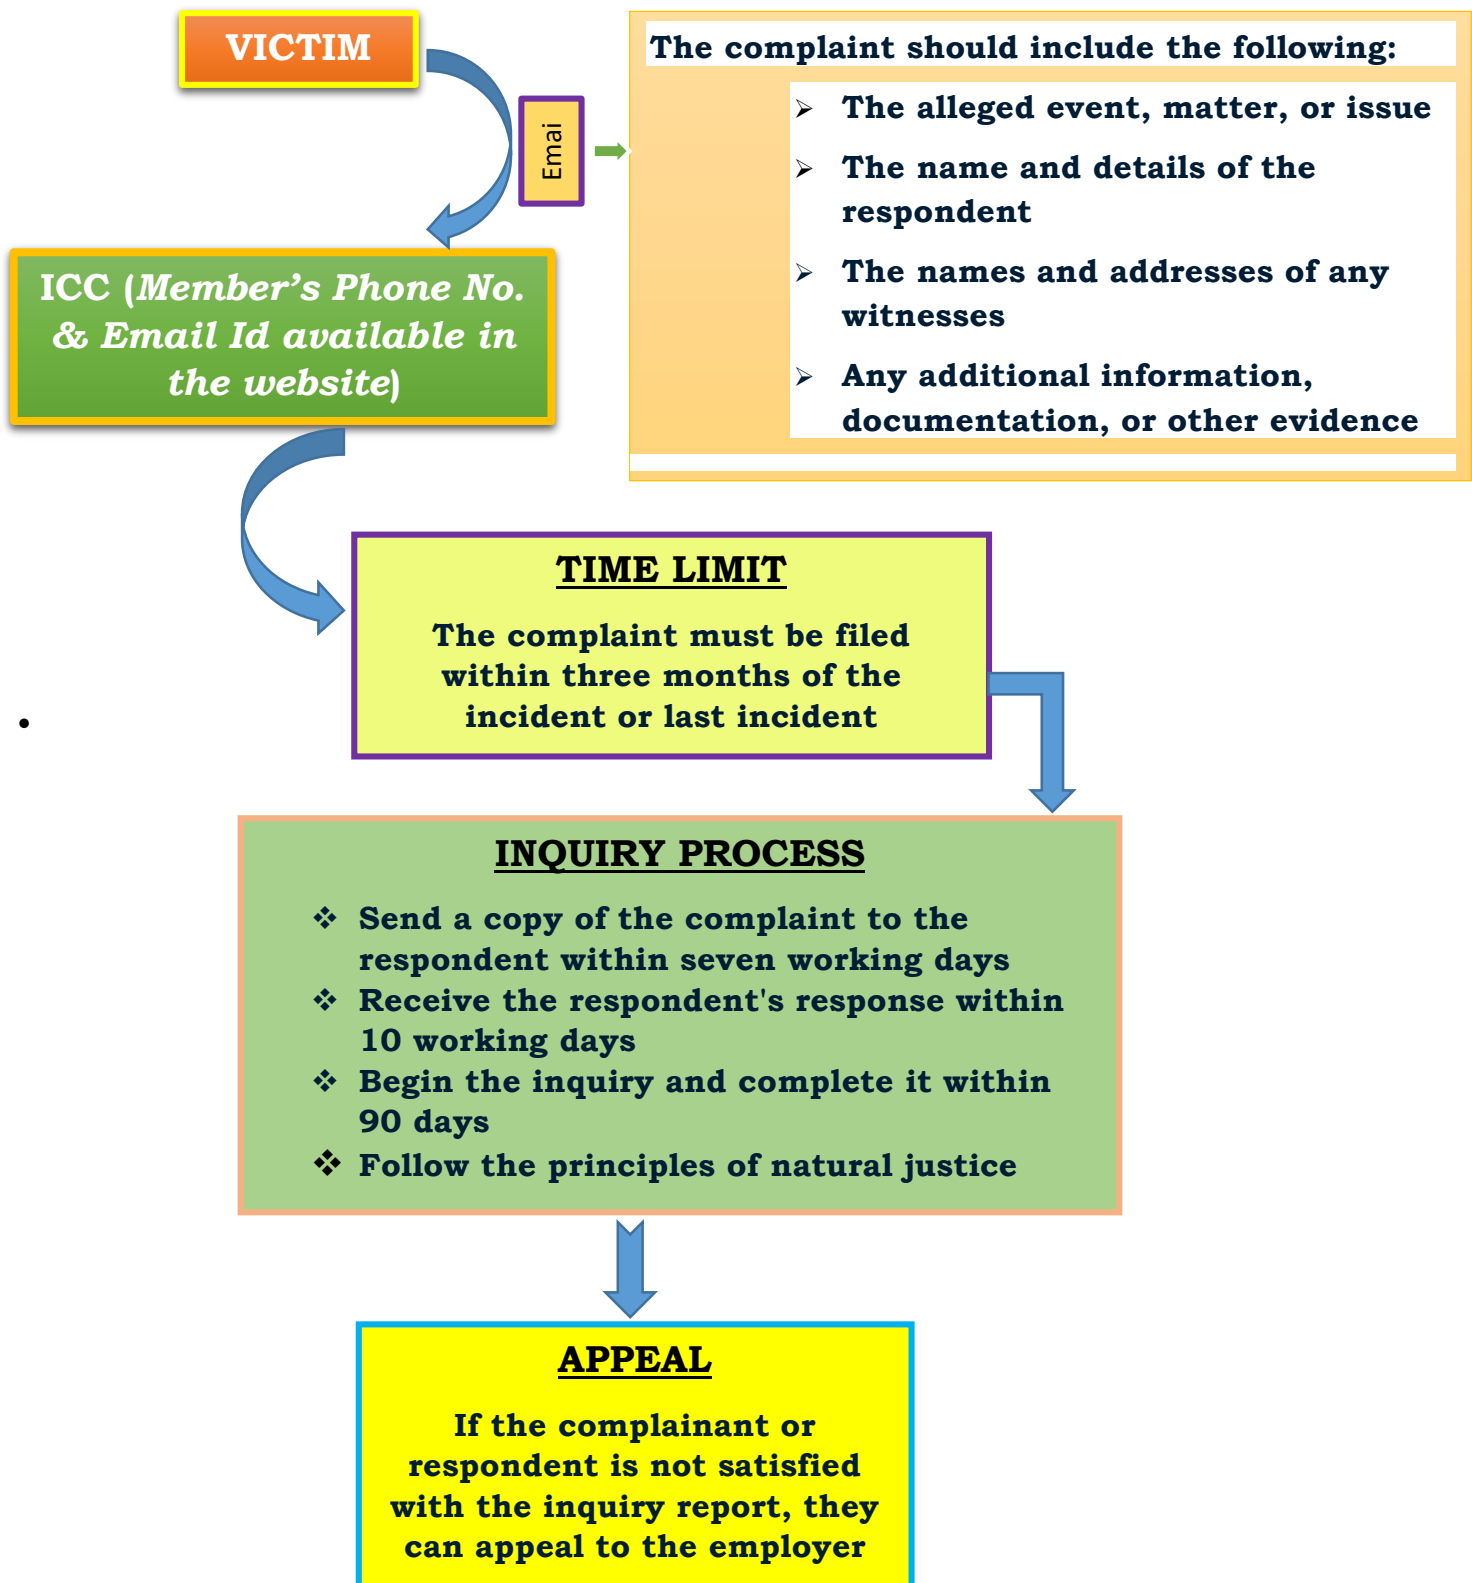 VICTIM
Emai
The complaint should include the following:
➢ The alleged event, matter, or issue
➢ The name and details of the
respondent
➢ The names and addresses of any
witnesses
➢ Any additional information,
documentation, or other evidence
ICC (Member’s Phone No.
& Email Id available in
the website)
TIME LIMIT
The complaint must be filed
within three months of the
incident or last incident
•
INQUIRY PROCESS
❖ Send a copy of the complaint to the
respondent within seven working days
❖ Receive the respondent's response within
10 working days
❖ Begin the inquiry and complete it within
90 days
❖ Follow the principles of natural justice
APPEAL
If the complainant or
respondent is not satisfied
with the inquiry report, they
can appeal to the employer